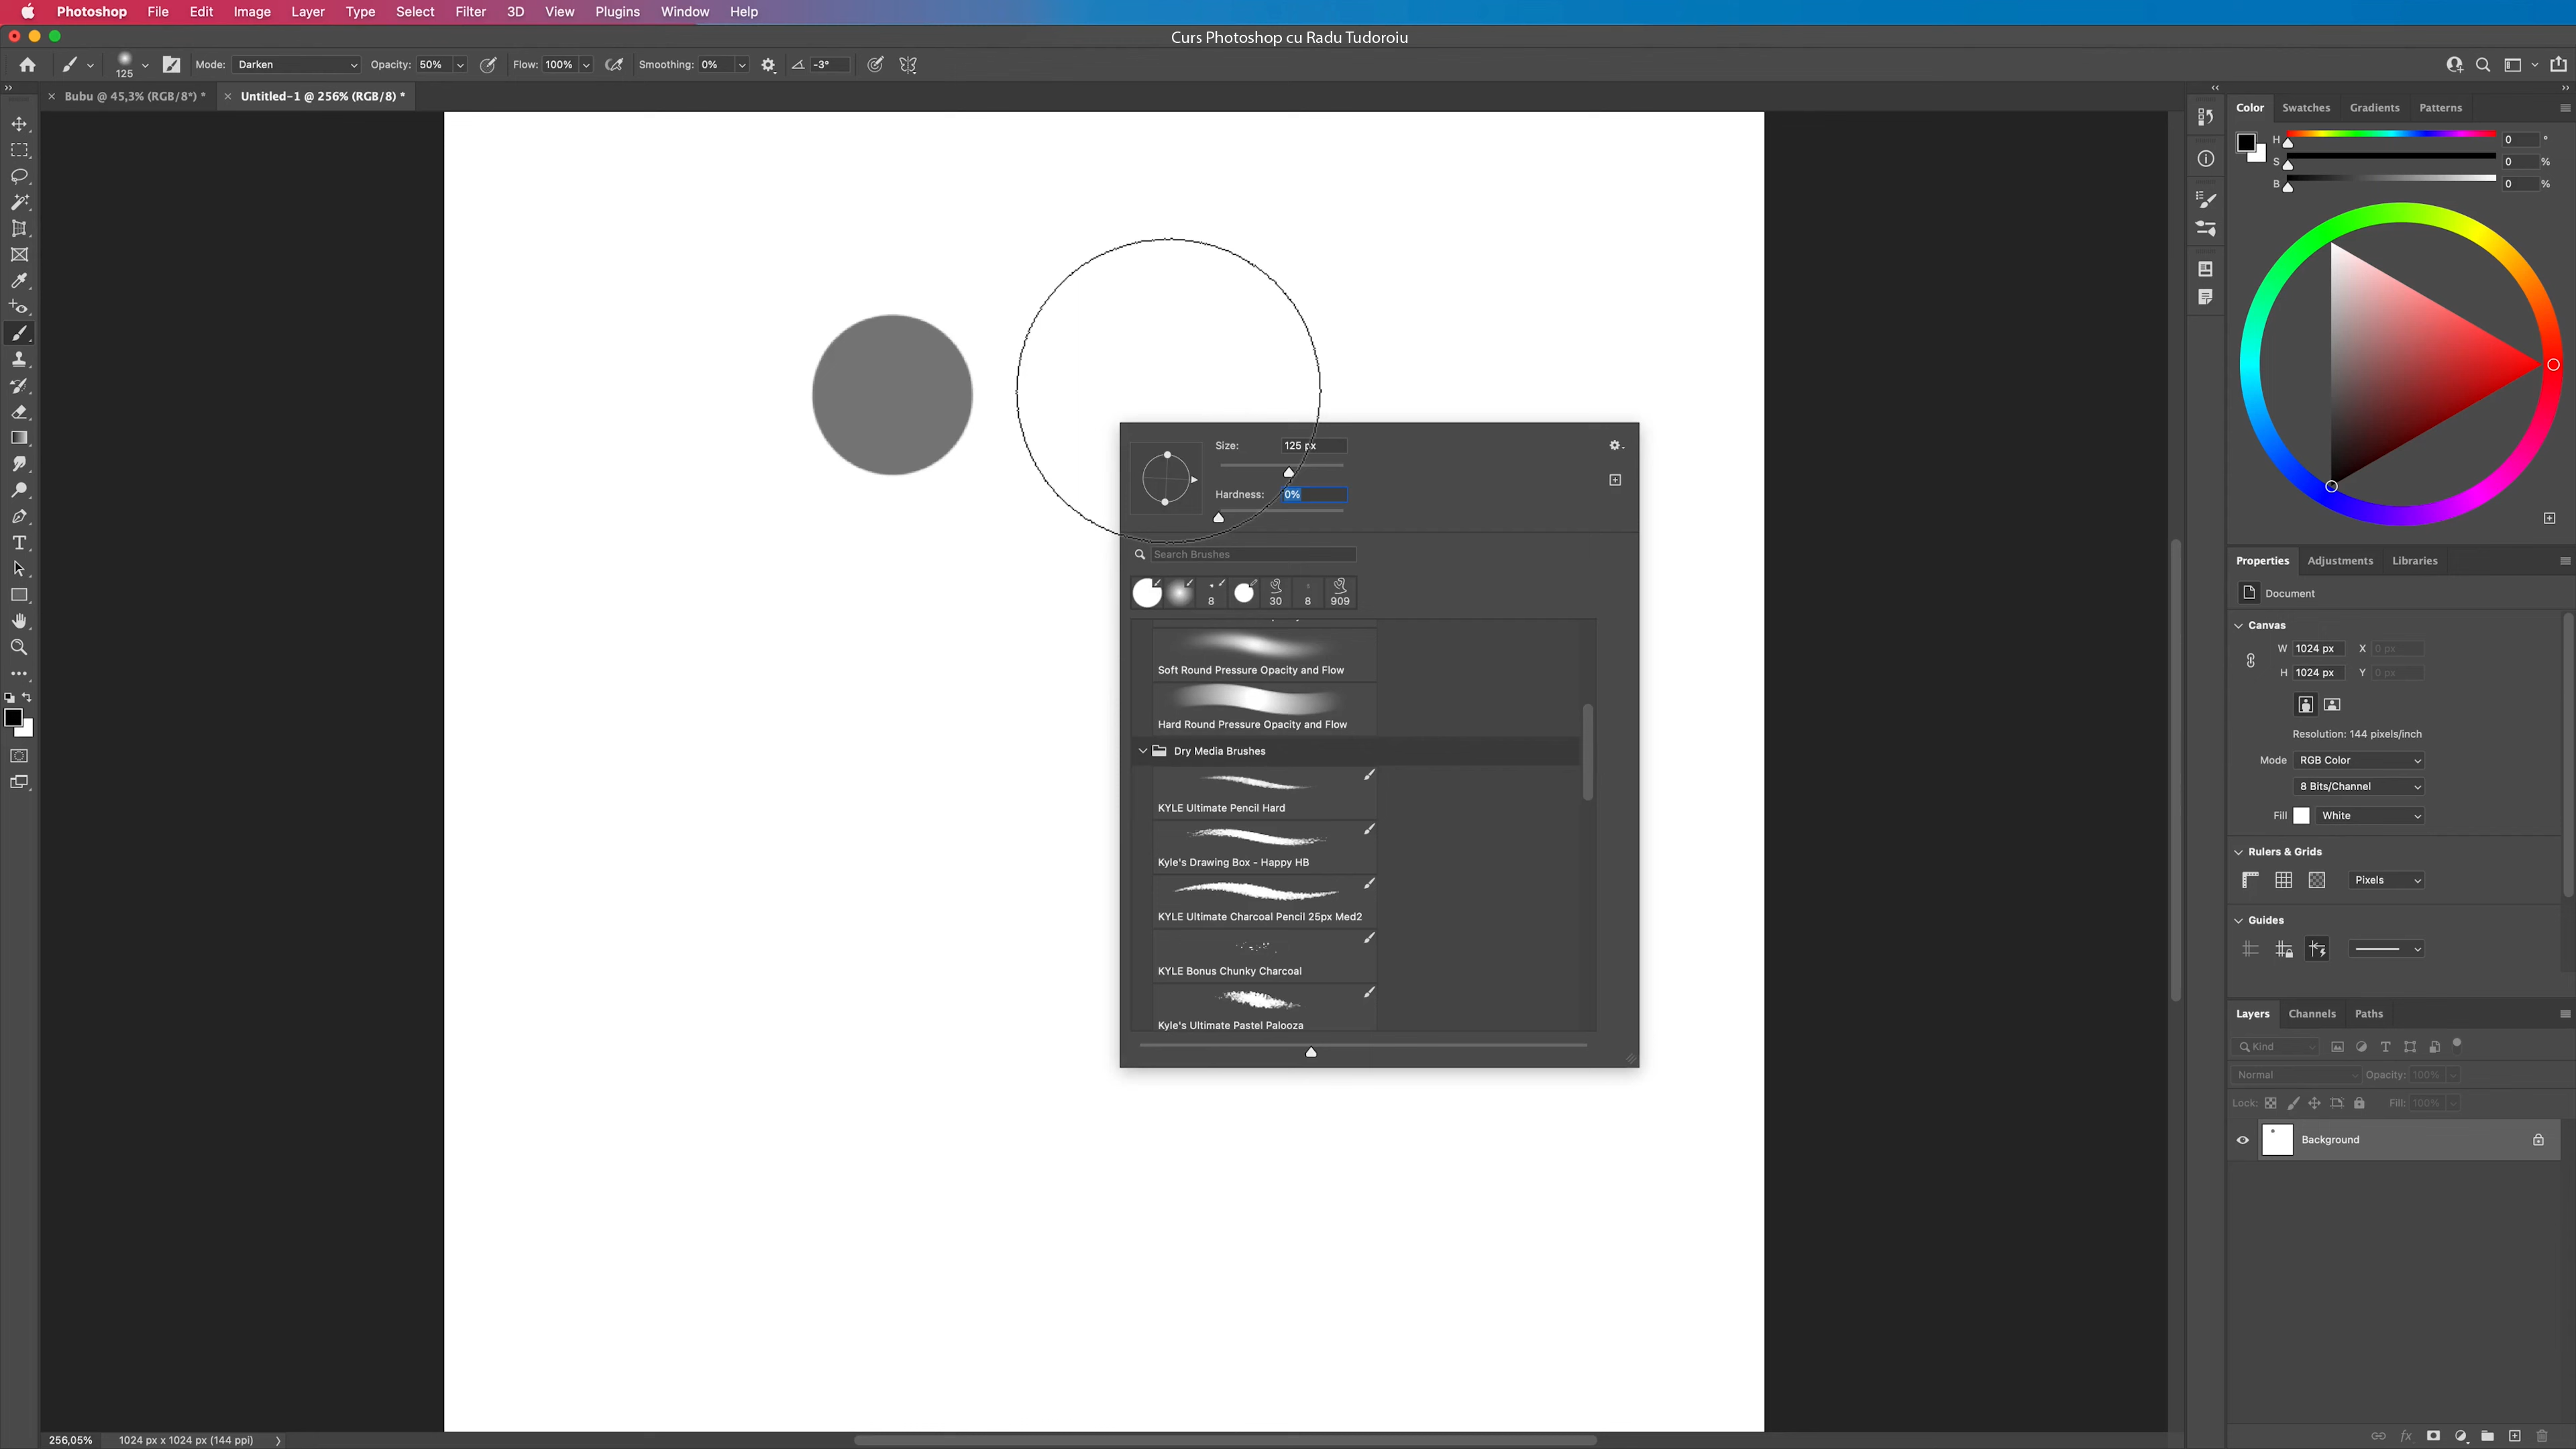 Photoshop File Edit Image Layer Type Select Filter 3D View Plugins Window Help
Curs Photoshop cu Radu Tudoroiu
125 Mode: Darken Opacity: 50% Flow: 100% Smoothing: 0% -3°
Bubu @ 45,3% (RGB/8*) * Untitled-1 @ 256% (RGB/8) *
Color Swatches Gradients Patterns
H 0 °
S 0 %
B 0 %
Size: 125 px
Hardness: 0%
Search Brushes
8 30 8 909
Soft Round Pressure Opacity and Flow
Hard Round Pressure Opacity and Flow
Dry Media Brushes
KYLE Ultimate Pencil Hard
Kyle's Drawing Box - Happy HB
KYLE Ultimate Charcoal Pencil 25px Med2
KYLE Bonus Chunky Charcoal
Kyle's Ultimate Pastel Palooza
Properties Adjustments Libraries
Document
Canvas
W 1024 px X 0 px
H 1024 px Y 0 px
Resolution: 144 pixels/inch
Mode RGB Color
8 Bits/Channel
Fill White
Rulers & Grids
Pixels
Guides
Layers Channels Paths
Kind
Normal Opacity: 100%
Lock: Fill: 100%
Background
256,05% 1024 px x 1024 px (144 ppi)